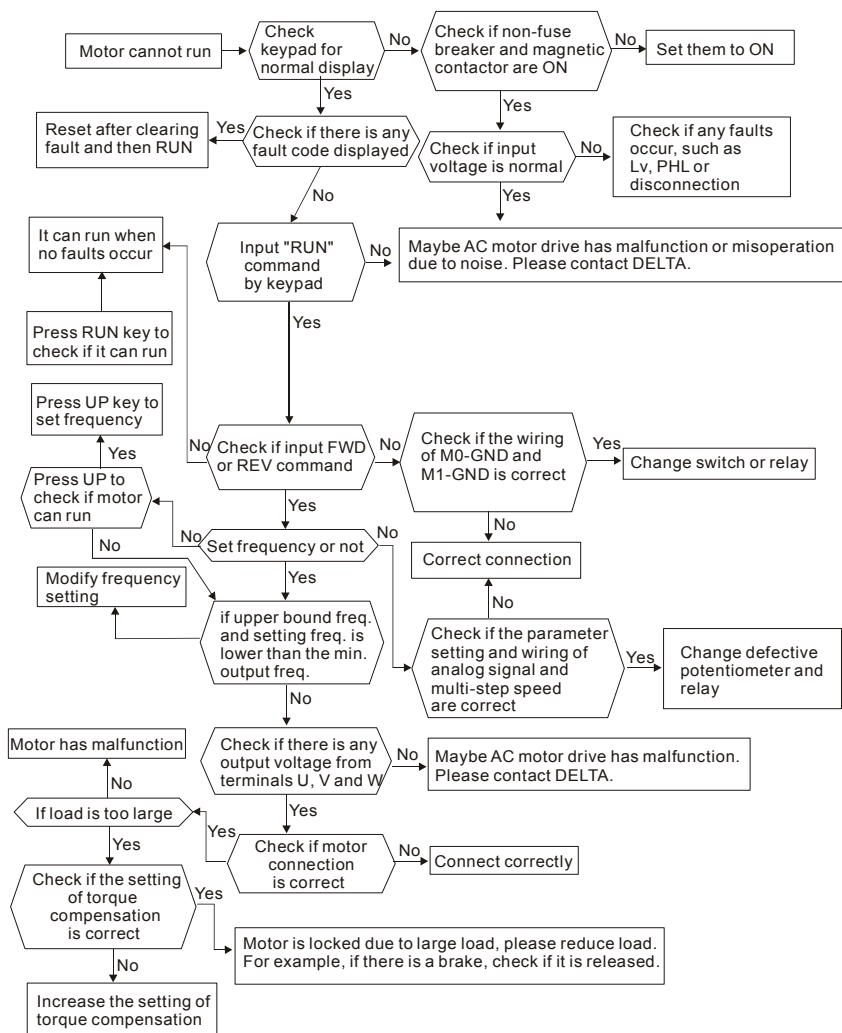 Motor cannot run
Check
keypad for
normal display
No
Check if non-fuse
breaker and magnetic
contactor are ON
No
Set them to ON
Yes
Yes
Reset after clearing
fault and then RUN
Yes
Check if there is any
fault code displayed
Check if input
voltage is normal
No
Check if any faults
occur, such as
Lv, PHL or
disconnection
No
Yes
It can run when
no faults occur
Input "RUN"
command
by keypad
No
Maybe AC motor drive has malfunction or misoperation
due to noise. Please contact DELTA.
Yes
Press RUN key to
check if it can run
Press UP key to
set frequency
Yes
No
Check if input FWD
or REV command
No
Check if the wiring
of M0-GND and
M1-GND is correct
Yes
Change switch or relay
Press UP to
check if motor
can run
Yes
No
No
Set frequency or not
No
No
Correct connection
Yes
No
Modify frequency
setting
if upper bound freq.
and setting freq. is
lower than the min.
output freq.
Check if the parameter
setting and wiring of
analog signal and
multi-step speed
are correct
Yes
Change defective
potentiometer and
relay
No
Motor has malfunction
Check if there is any
output voltage from
terminals U, V and W
No
Maybe AC motor drive has malfunction.
Please contact DELTA.
No
Yes
If load is too large
Yes
Check if motor
connection
is correct
No
Connect correctly
Yes
Check if the setting
of torque
compensation
is correct
Yes
Motor is locked due to large load, please reduce load.
For example, if there is a brake, check if it is released.
No
Increase the setting of
torque compensation